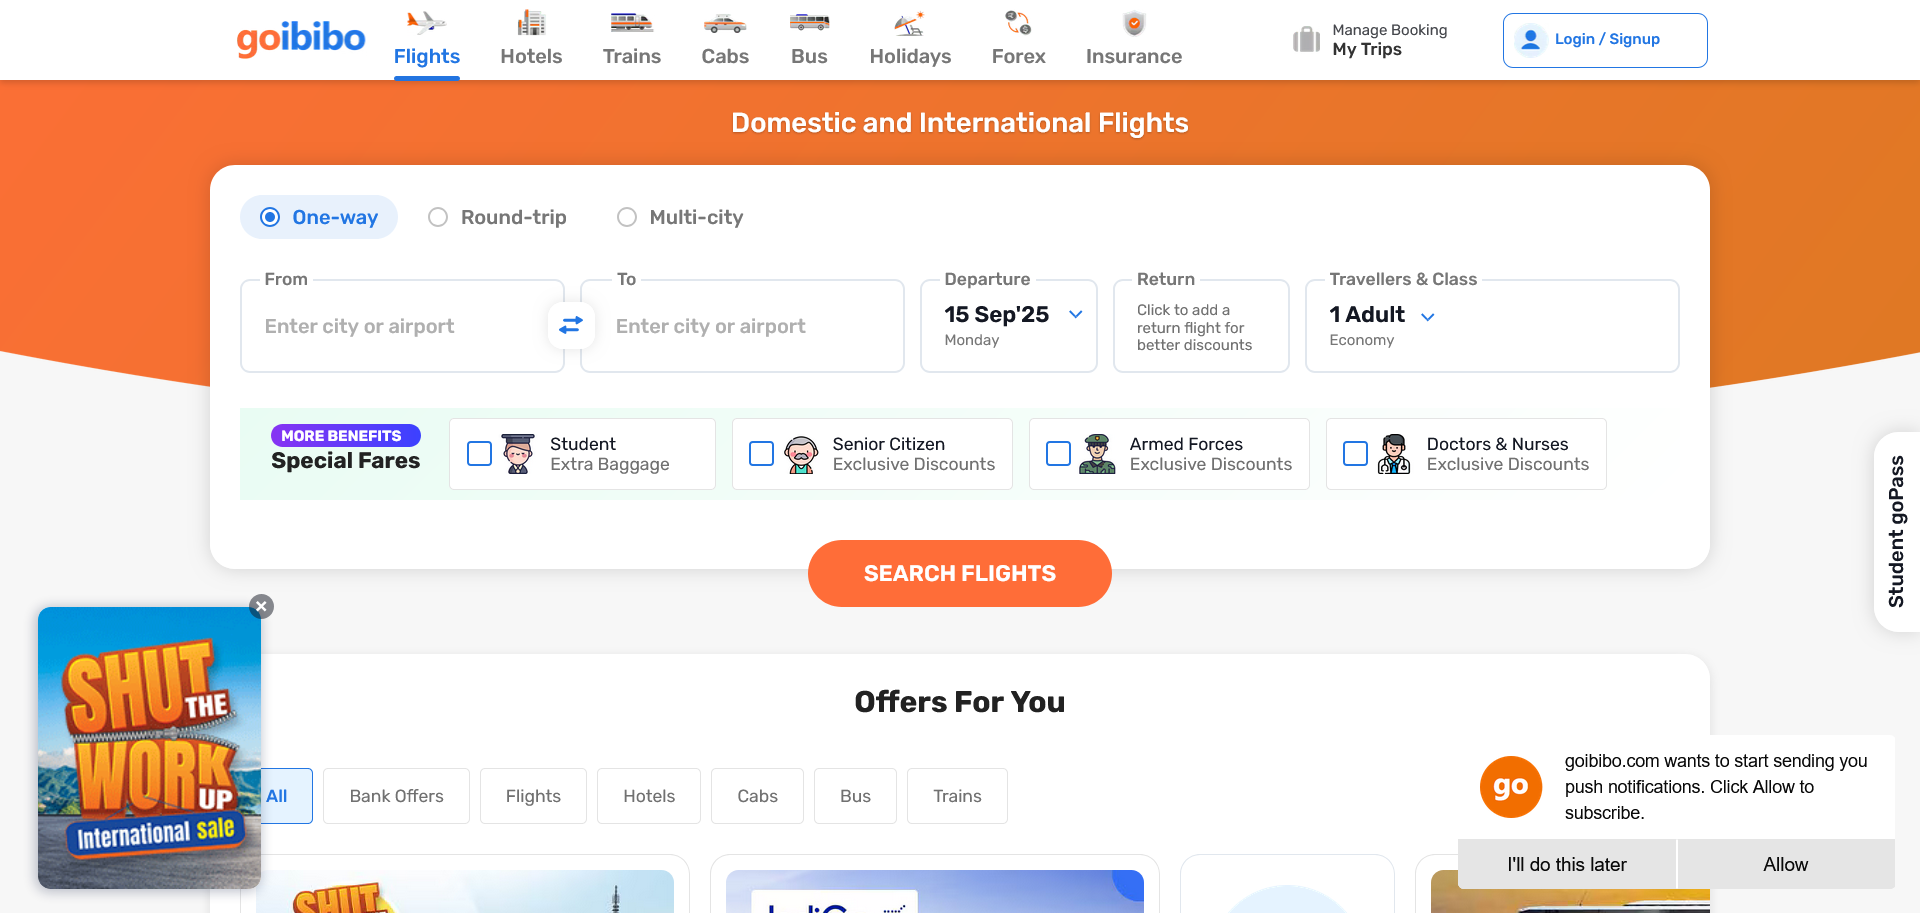 goibibo
Flights
Hotels
Trains
Cabs
Bus
Holidays
Forex
Insurance
Manage Booking
My Trips
Login / Signup
Domestic and International Flights
One-way
Round-trip
Multi-city
From
Enter city or airport
To
Enter city or airport
Departure
15 Sep'25
Monday
Return
Click to add a
return flight for
better discounts
Travellers & Class
1 Adult
Economy
MORE BENEFITS
Special Fares
Student
Extra Baggage
Senior Citizen
Exclusive Discounts
Armed Forces
Exclusive Discounts
Doctors & Nurses
Exclusive Discounts
SEARCH FLIGHTS
Student goPass
SHUT
THE
WORK
UP
International sale
Offers For You
All
Bank Offers
Flights
Hotels
Cabs
Bus
Trains
go
goibibo.com wants to start sending you
push notifications. Click Allow to
subscribe.
I'll do this later
Allow
SHUT